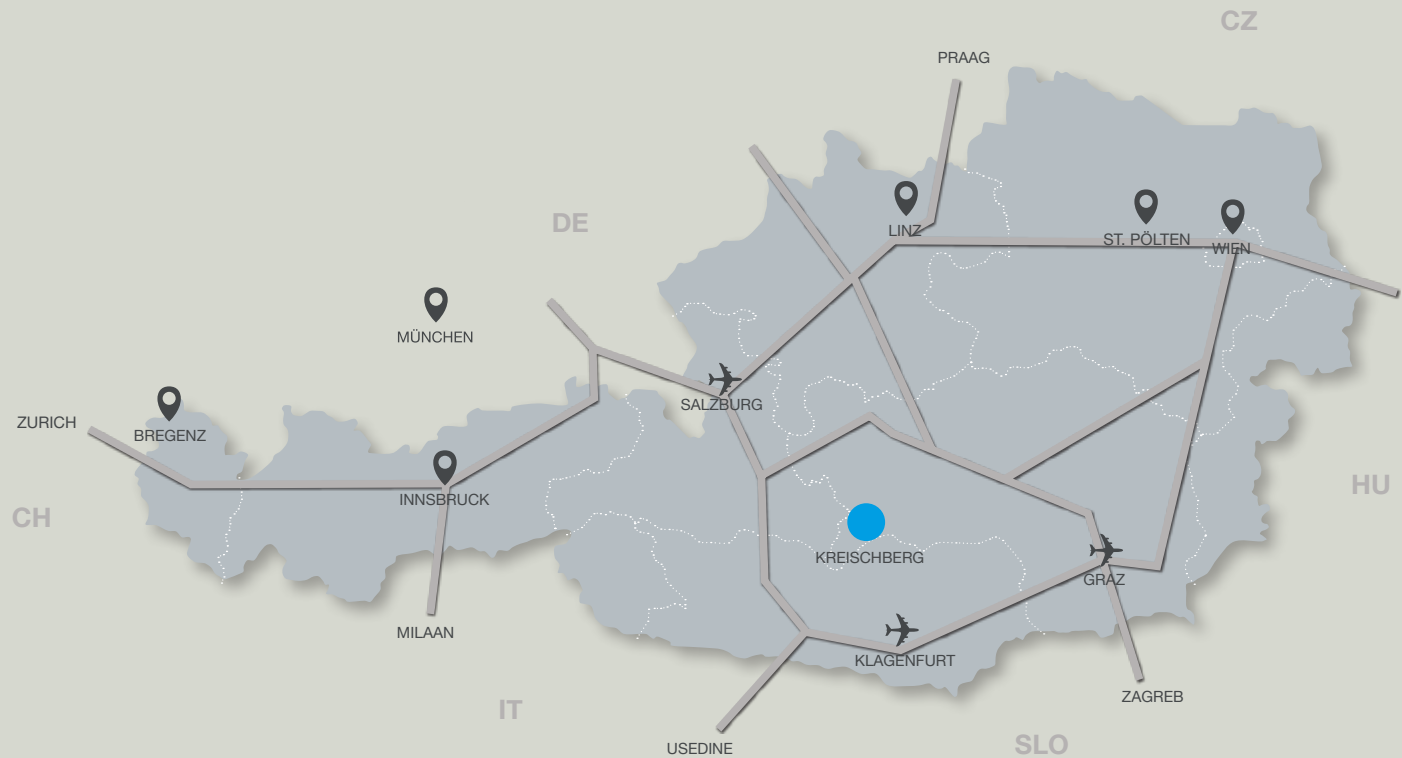 CZ
PRAAG
DE
LINZ
ST. PÖLTEN
WIEN
MÜNCHEN
SALZBURG
ZURICH
BREGENZ
INNSBRUCK
HU
CH
KREISCHBERG
GRAZ
MILAAN
KLAGENFURT
ZAGREB
IT
USEDINE
SLO